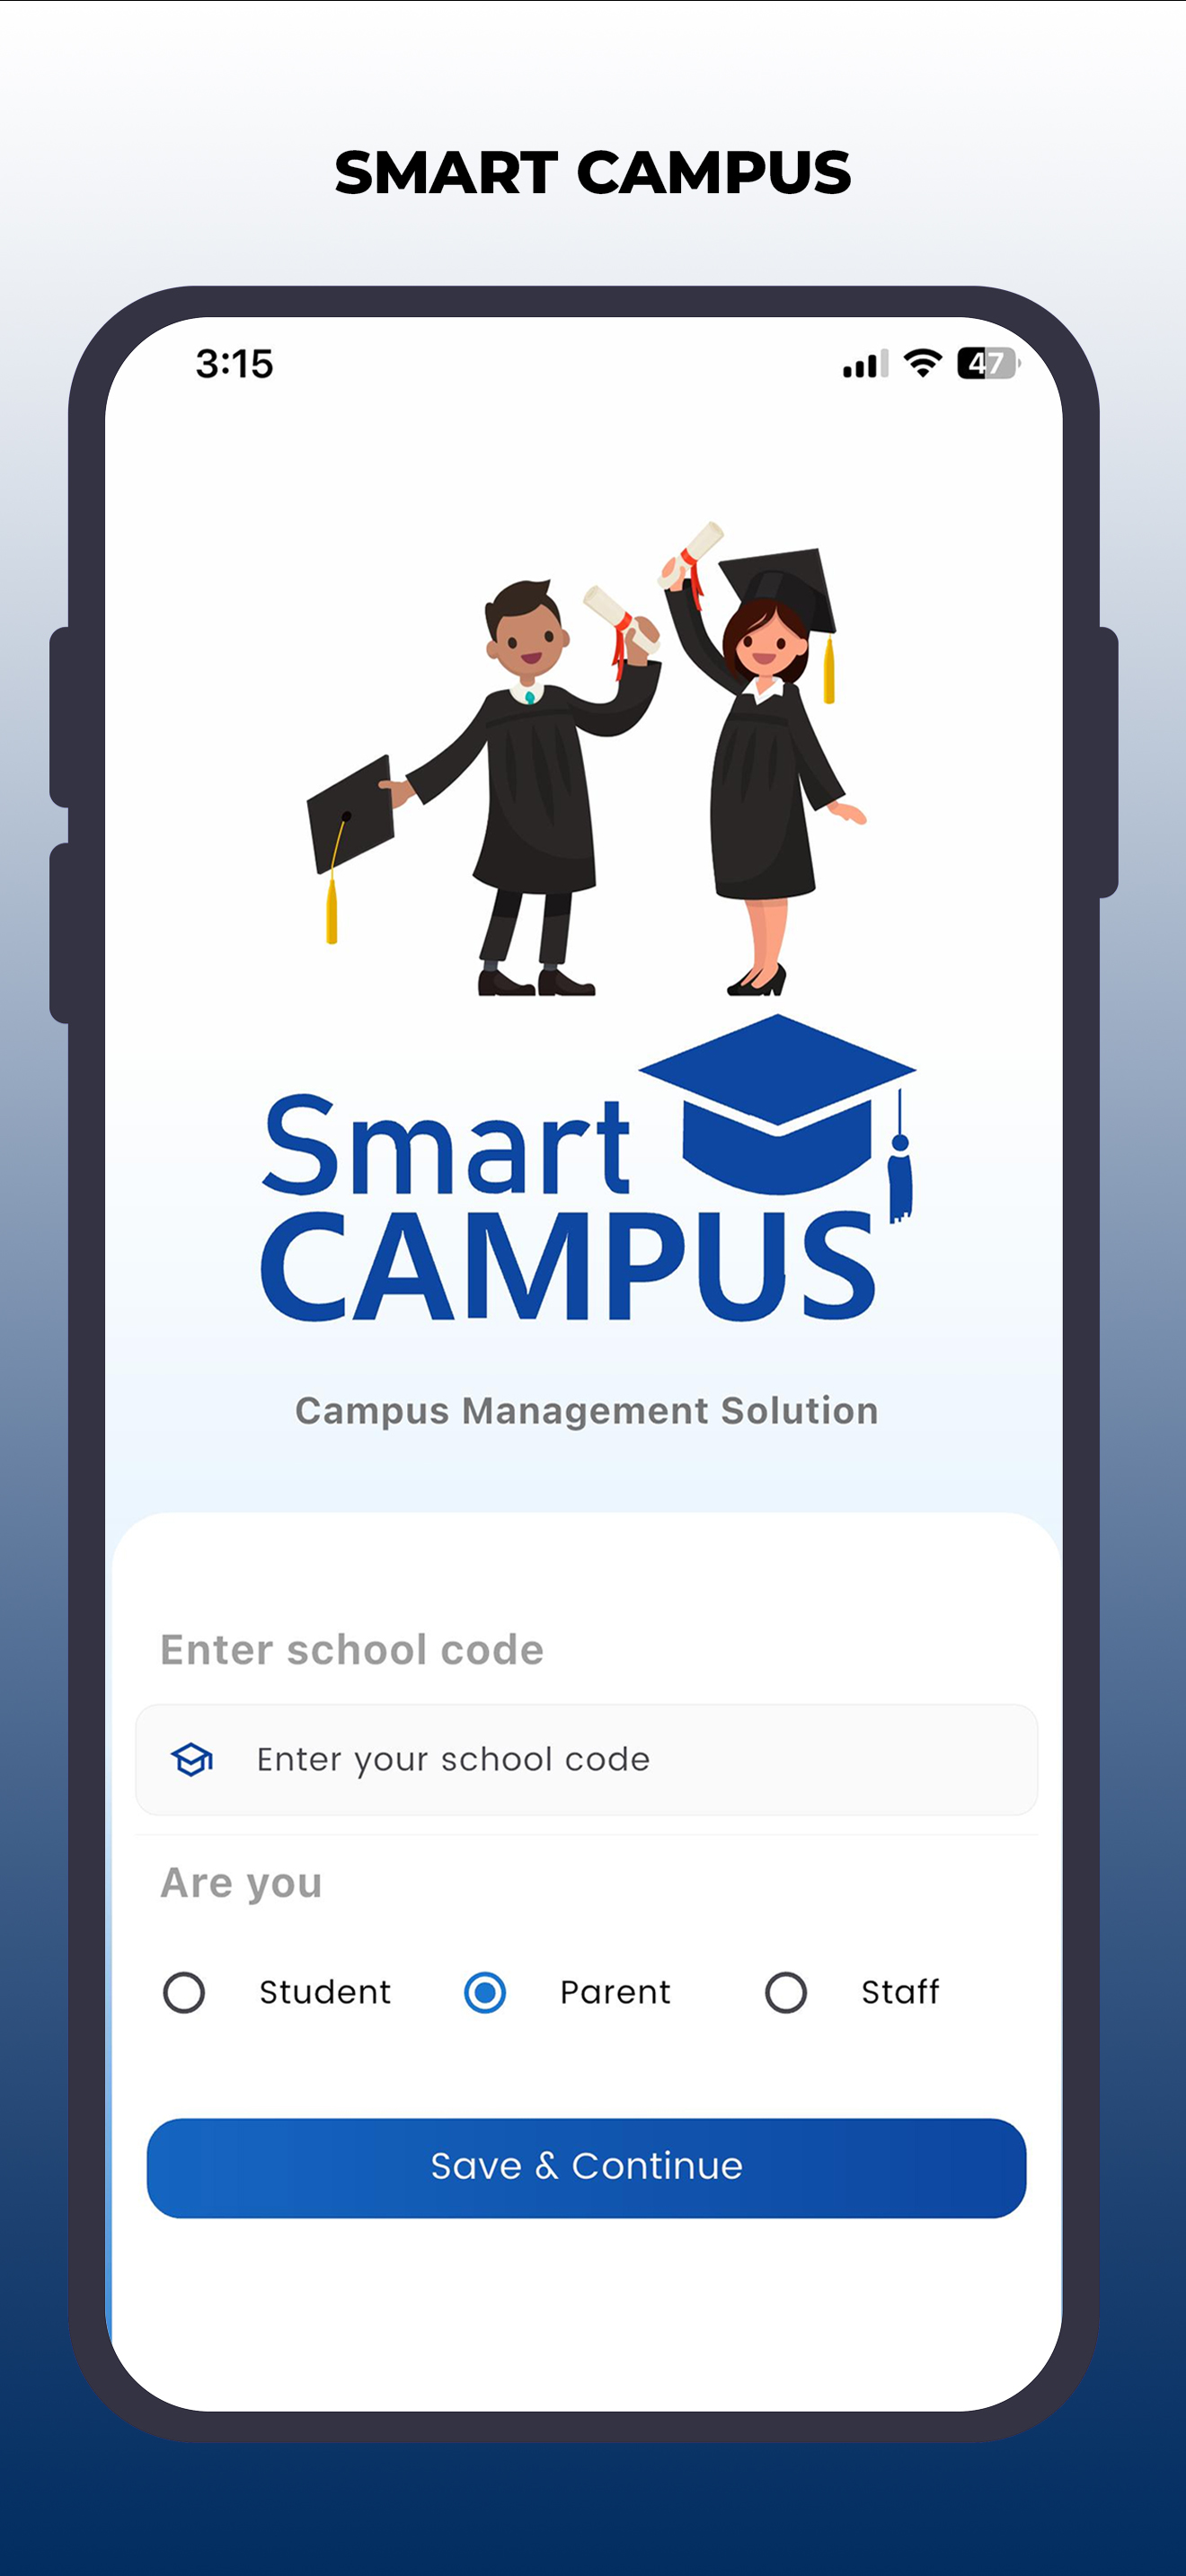 SMART CAMPUS
3:15
47
Smart
CAMPUS
Campus Management Solution
Enter school code
Enter your school code
Are you
Student Parent Staff
Save & Continue